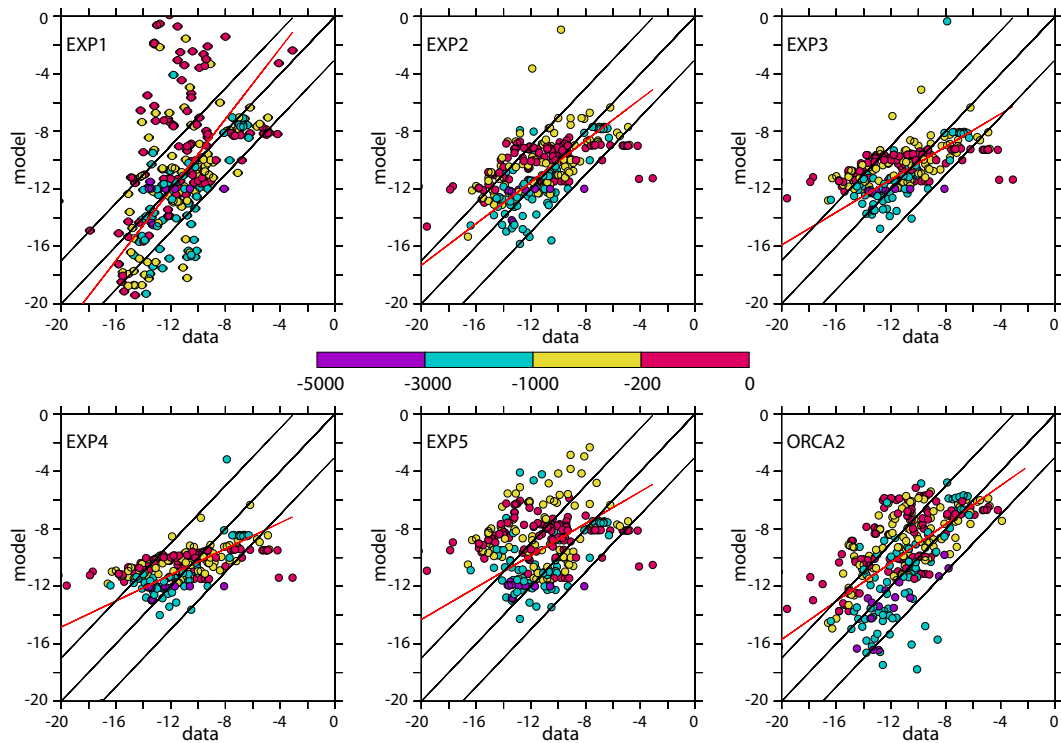 EXP1 EXP2 EXP3
0 0 0
-4 -4 -4
-8 -8 -8
model model model
-12 -12 -12
-16 -16 -16
-20 -20 -20
-20 -16 -12 -8 -4 0 -20 -16 -12 -8 -4 0 -20 -16 -12 -8 -4 0
data data data
-5000 -3000 -1000 -200 0
0 0 0
EXP4 EXP5 ORCA2
-4 -4 -4
-8 -8 -8
model model model
-12 -12 -12
-16 -16 -16
-20 -20 -20
-20 -16 -12 -8 -4 0 -20 -16 -12 -8 -4 0 -20 -16 -12 -8 -4 0
data data data